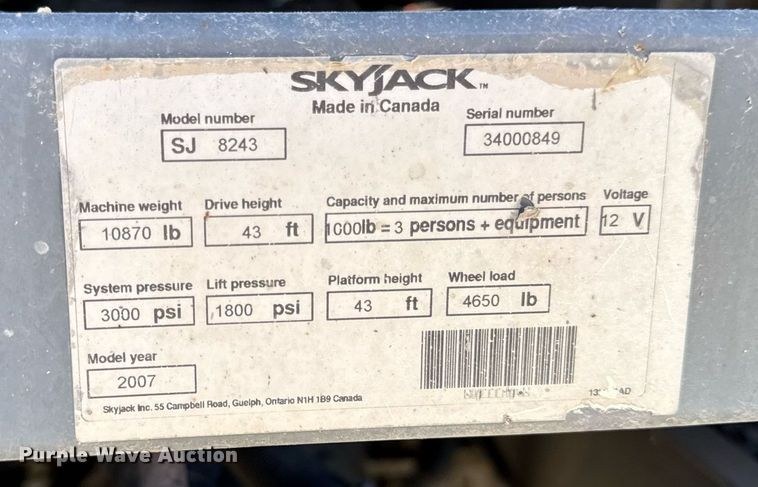 SKYJACK™
Made in Canada
Model number
SJ 8243
Serial number
34000849
Machine weight
10870 lb
Drive height
43 ft
Capacity and maximum number of persons
1000lb = 3 persons + equipment
Voltage
12 V
System pressure
3000 psi
Lift pressure
1800 psi
Platform height
43 ft
Wheel load
4650 lb
Model year
2007
Skyjack Inc. 55 Campbell Road, Guelph, Ontario N1H 1B9 Canada
Purple Wave Auction